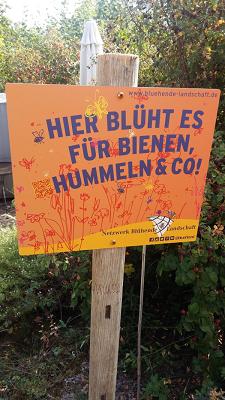 www.bluehende-landschaft.de
HIER BLÜHT ES
FÜR BIENEN,
HUMMELN & CO!
Netzwerk Blühende Landschaft